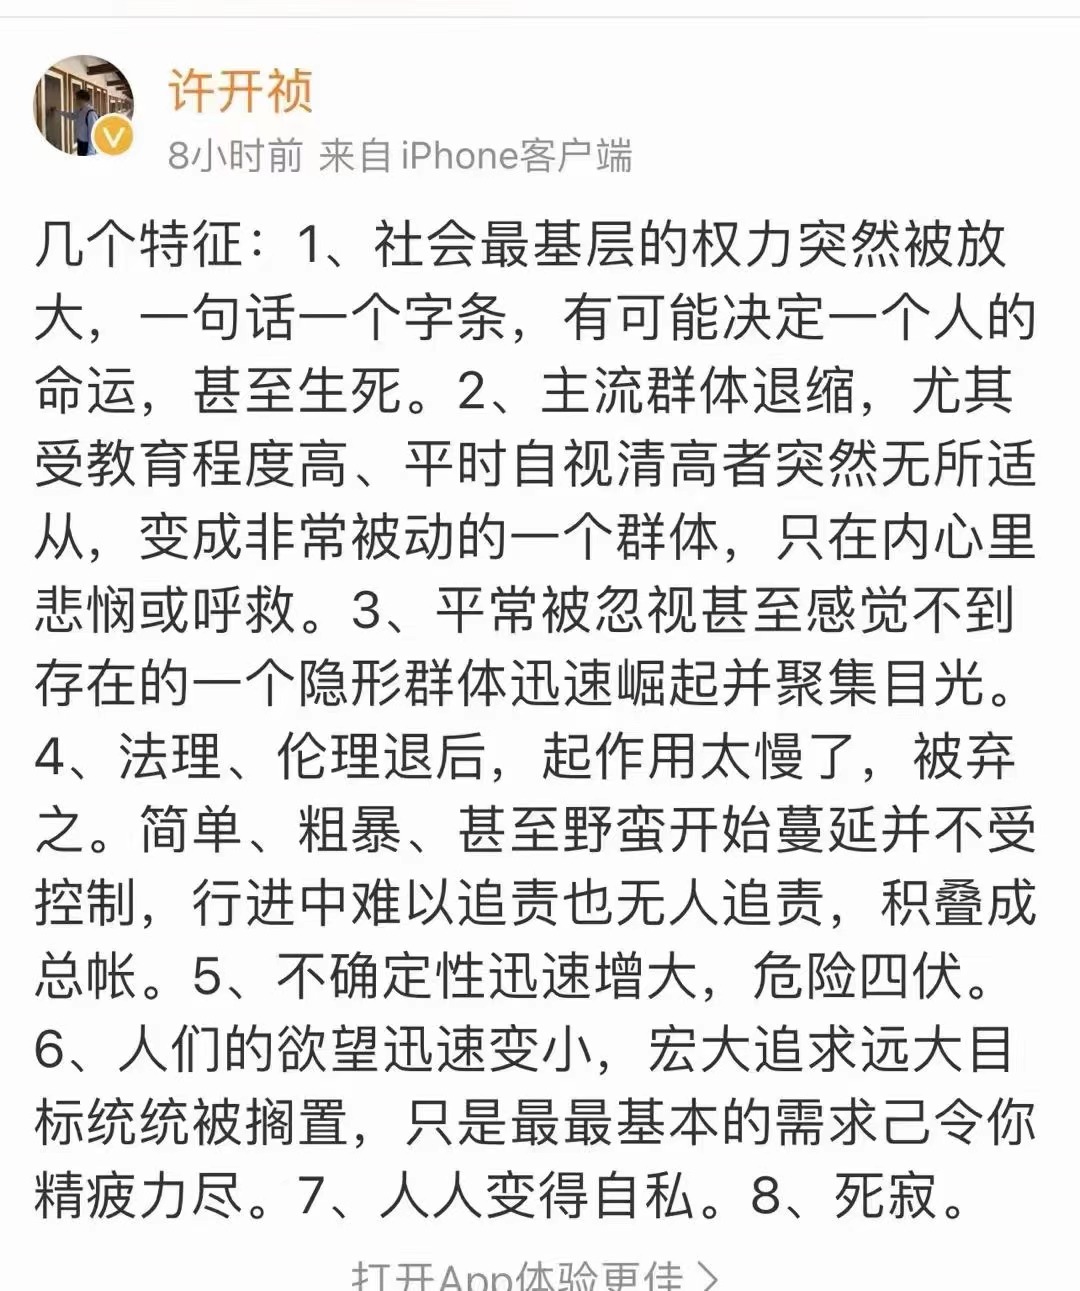 许开祯
8小时前 来自iPhone客户端
几个特征：1、社会最基层的权力突然被放
大，一句话一个字条，有可能决定一个人的
命运，甚至生死。2、主流群体退缩，尤其
受教育程度高、平时自视清高者突然无所适
从，变成非常被动的一个群体，只在内心里
悲悯或呼救。3、平常被忽视甚至感觉不到
存在的一个隐形群体迅速崛起并聚集目光。
4、法理、伦理退后，起作用太慢了，被弃
之。简单、粗暴、甚至野蛮开始蔓延并不受
控制，行进中难以追责也无人追责，积叠成
总帐。5、不确定性迅速增大，危险四伏。
6、人们的欲望迅速变小，宏大追求远大目
标统统被搁置，只是最最基本的需求己令你
精疲力尽。7、人人变得自私。8、死寂。
打开App体验更佳